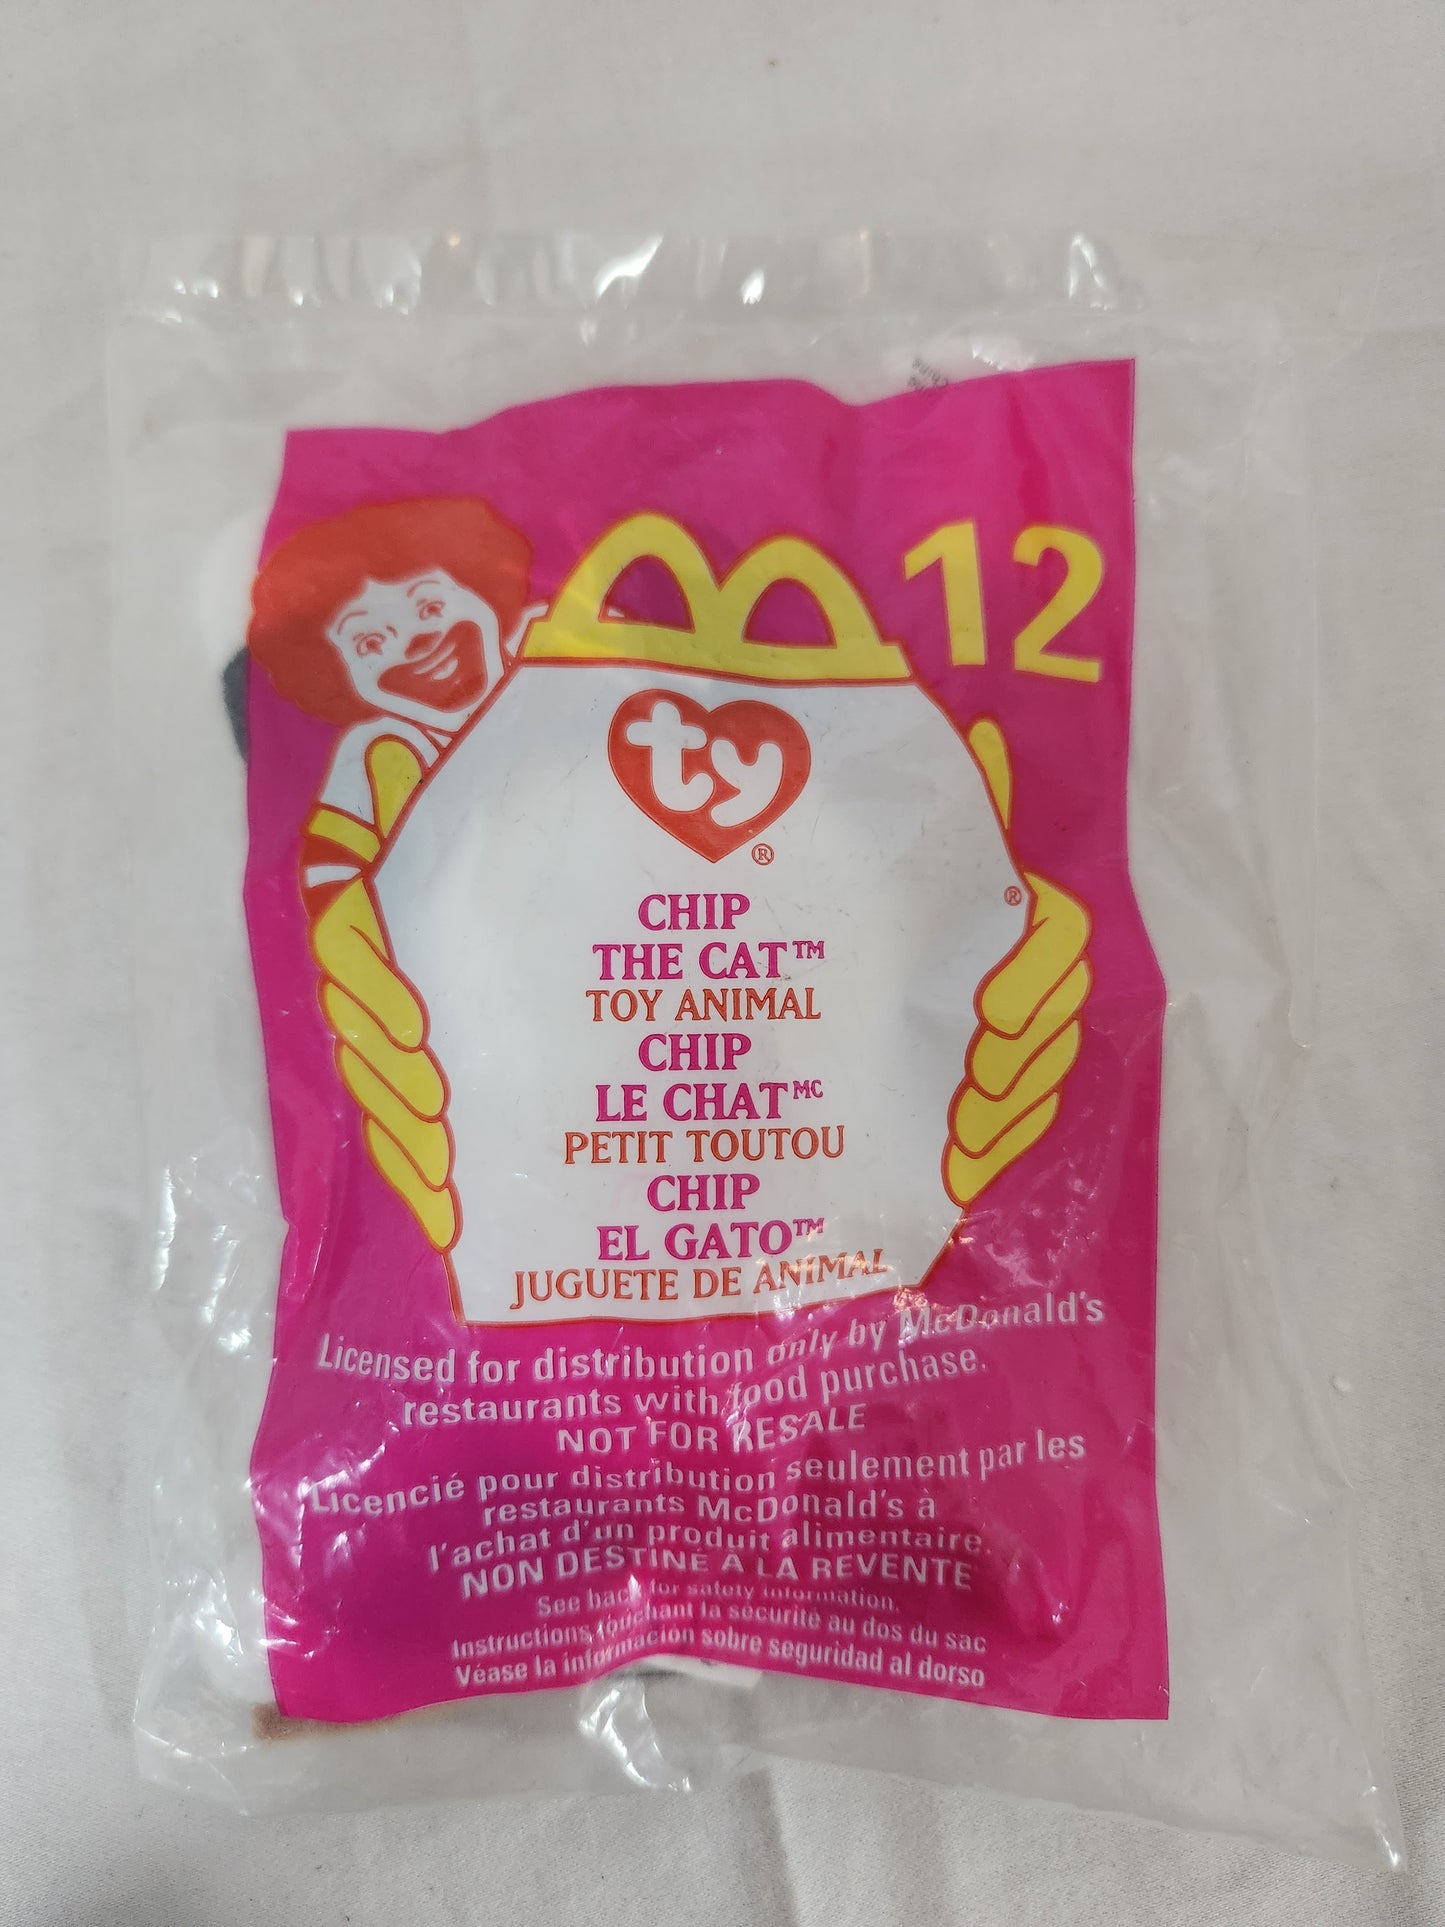 12
ty®
®
CHIP
THE CAT™
TOY ANIMAL
CHIP
LE CHATMC
PETIT TOUTOU
CHIP
EL GATO™
JUGUETE DE ANIMAL
Licensed for distribution only by McDonald's
restaurants with food purchase.
NOT FOR RESALE
Licencié pour distribution seulement par les
restaurants McDonald's à
l'achat d'un produit alimentaire.
NON DESTINÉ À LA REVENTE
See back for safety information.
Instructions touchant la sécurité au dos du sac
Véase la información sobre seguridad al dorso